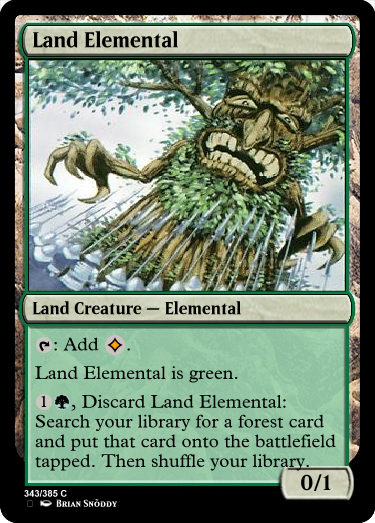 Land Elemental
Land Creature — Elemental
: Add .
Land Elemental is green.
1, Discard Land Elemental:
Search your library for a forest card
and put that card onto the battlefield
tapped. Then shuffle your library.
0/1
343/385 C
Brian Snōddy